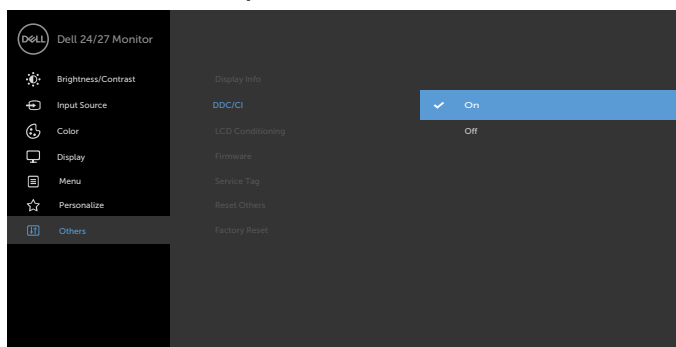 DELL
Dell 24/27 Monitor
Brightness/Contrast
Input Source
Color
Display
Menu
Personalize
Others
Display Info
DDC/CI
LCD Conditioning
Firmware
Service Tag
Reset Others
Factory Reset
On
Off